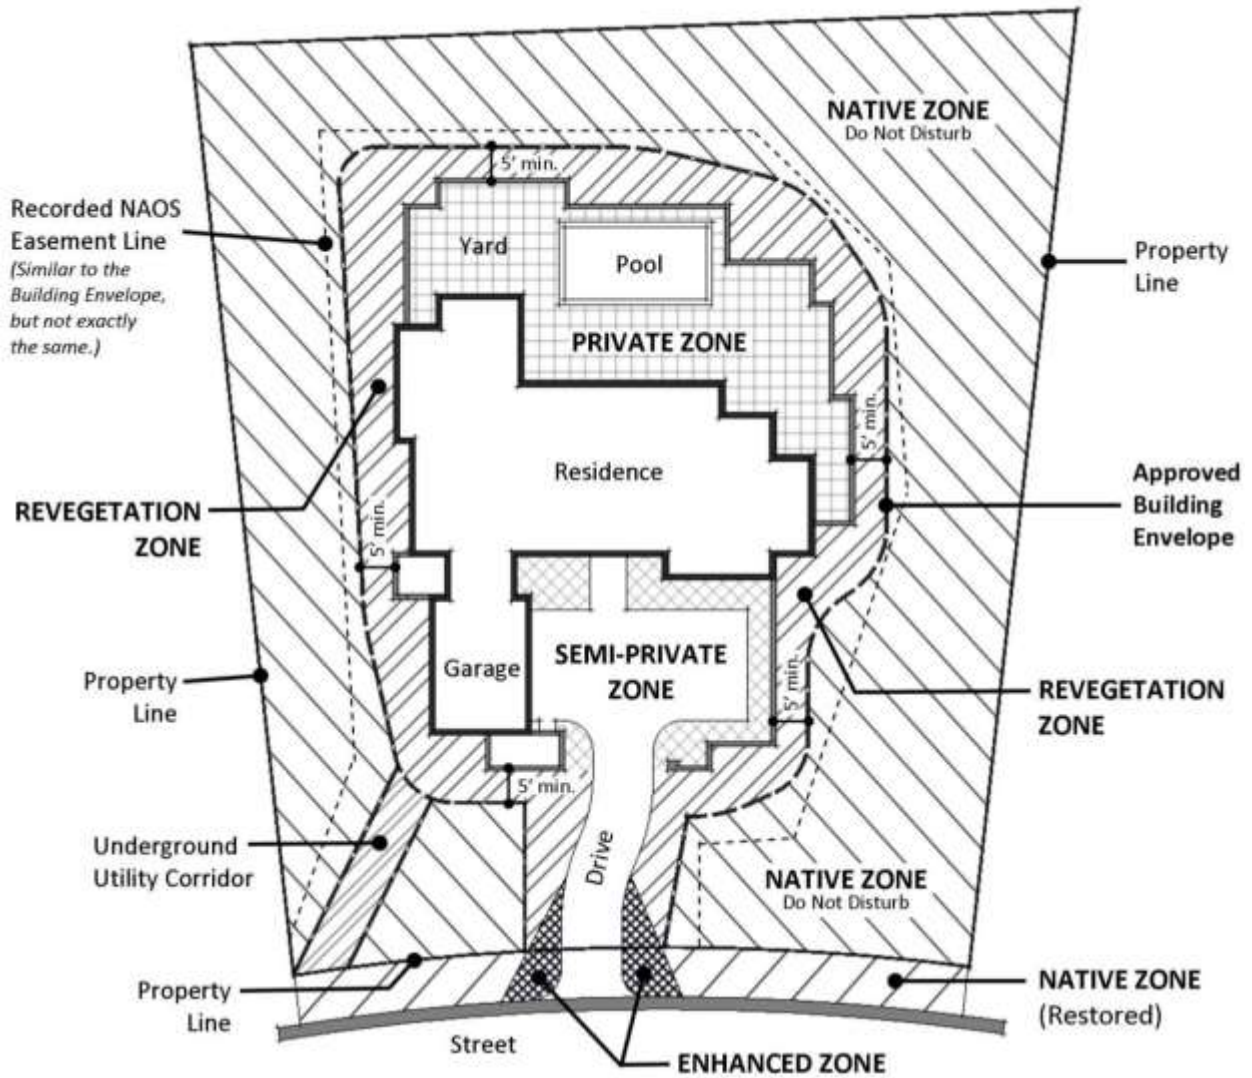 NATIVE ZONE
Do Not Disturb
5' min.
Recorded NAOS
Easement Line
(Similar to the
Building Envelope,
but not exactly
the same.)
Yard
Pool
Property
Line
PRIVATE ZONE
5' min.
Residence
Approved
Building
Envelope
REVEGETATION
ZONE
5' min.
SEMI-PRIVATE
ZONE
Garage
5' min.
Property
Line
REVEGETATION
ZONE
5' min.
Underground
Utility Corridor
Drive
NATIVE ZONE
Do Not Disturb
Property
Line
NATIVE ZONE
(Restored)
Street
ENHANCED ZONE